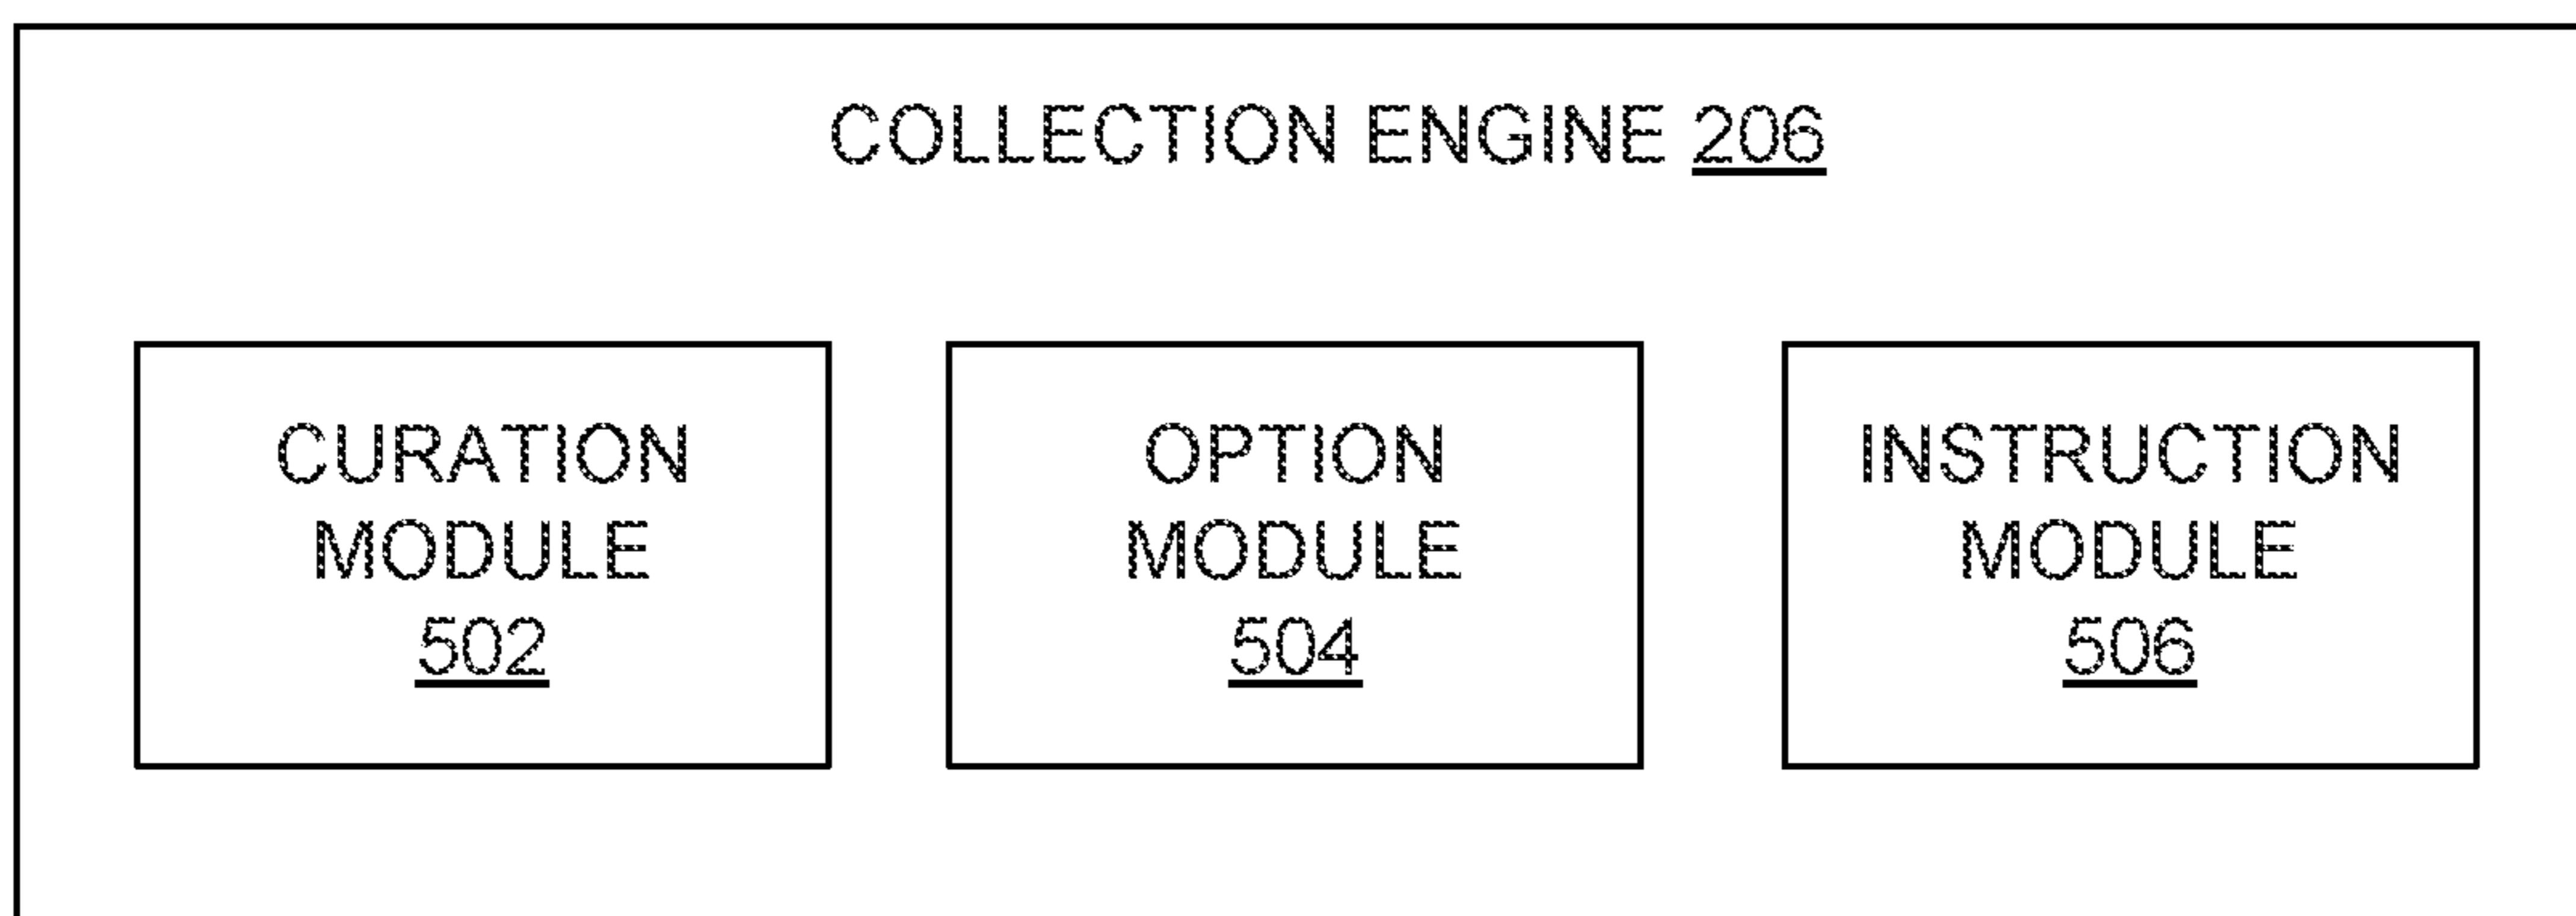 COLLECTION ENGINE 206
CURATION
MODULE
502
OPTION
MODULE
504
INSTRUCTION
MODULE
506